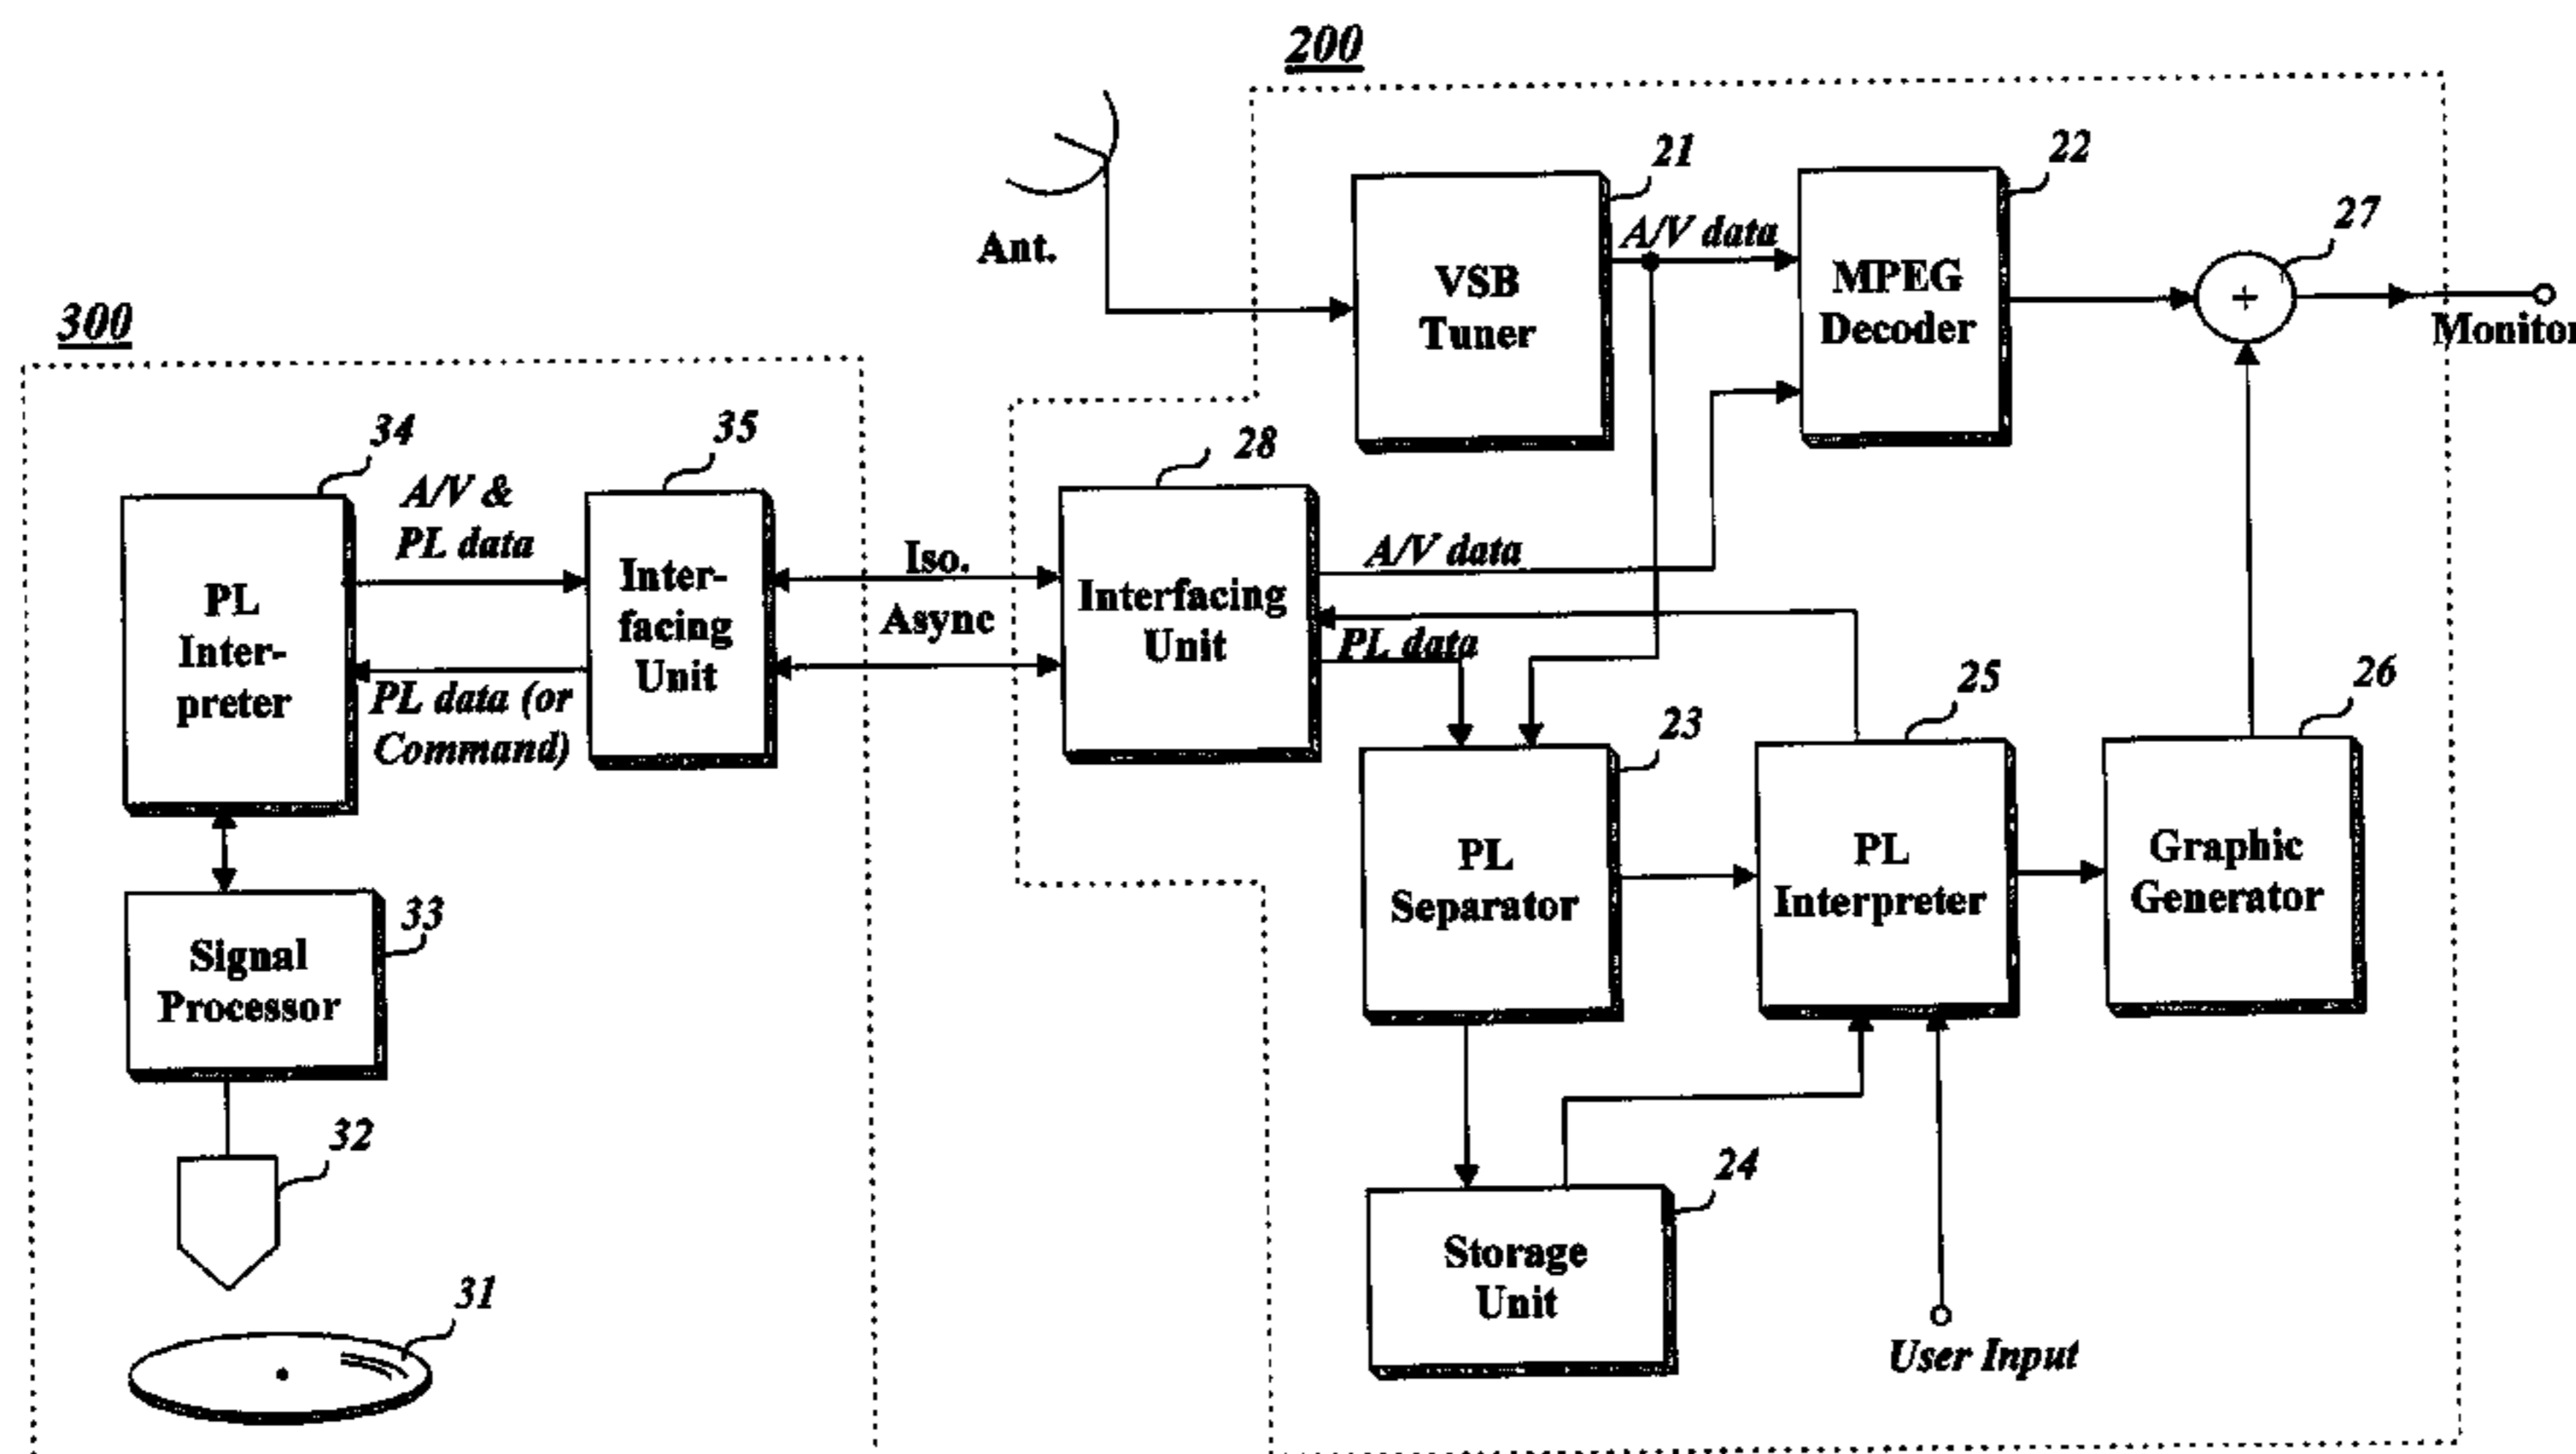 200
21
22
27
A/V data
Ant.
VSB
Tuner
MPEG
Decoder
+
Monitor
300
34
35
28
A/V &
PL data
Iso.
Async
A/V data
PL data
PL
Inter-
preter
Inter-
facing
Unit
Interfacing
Unit
PL data (or
Command)
23
25
26
PL
Separator
PL
Interpreter
Graphic
Generator
33
Signal
Processor
32
24
Storage
Unit
31
User Input